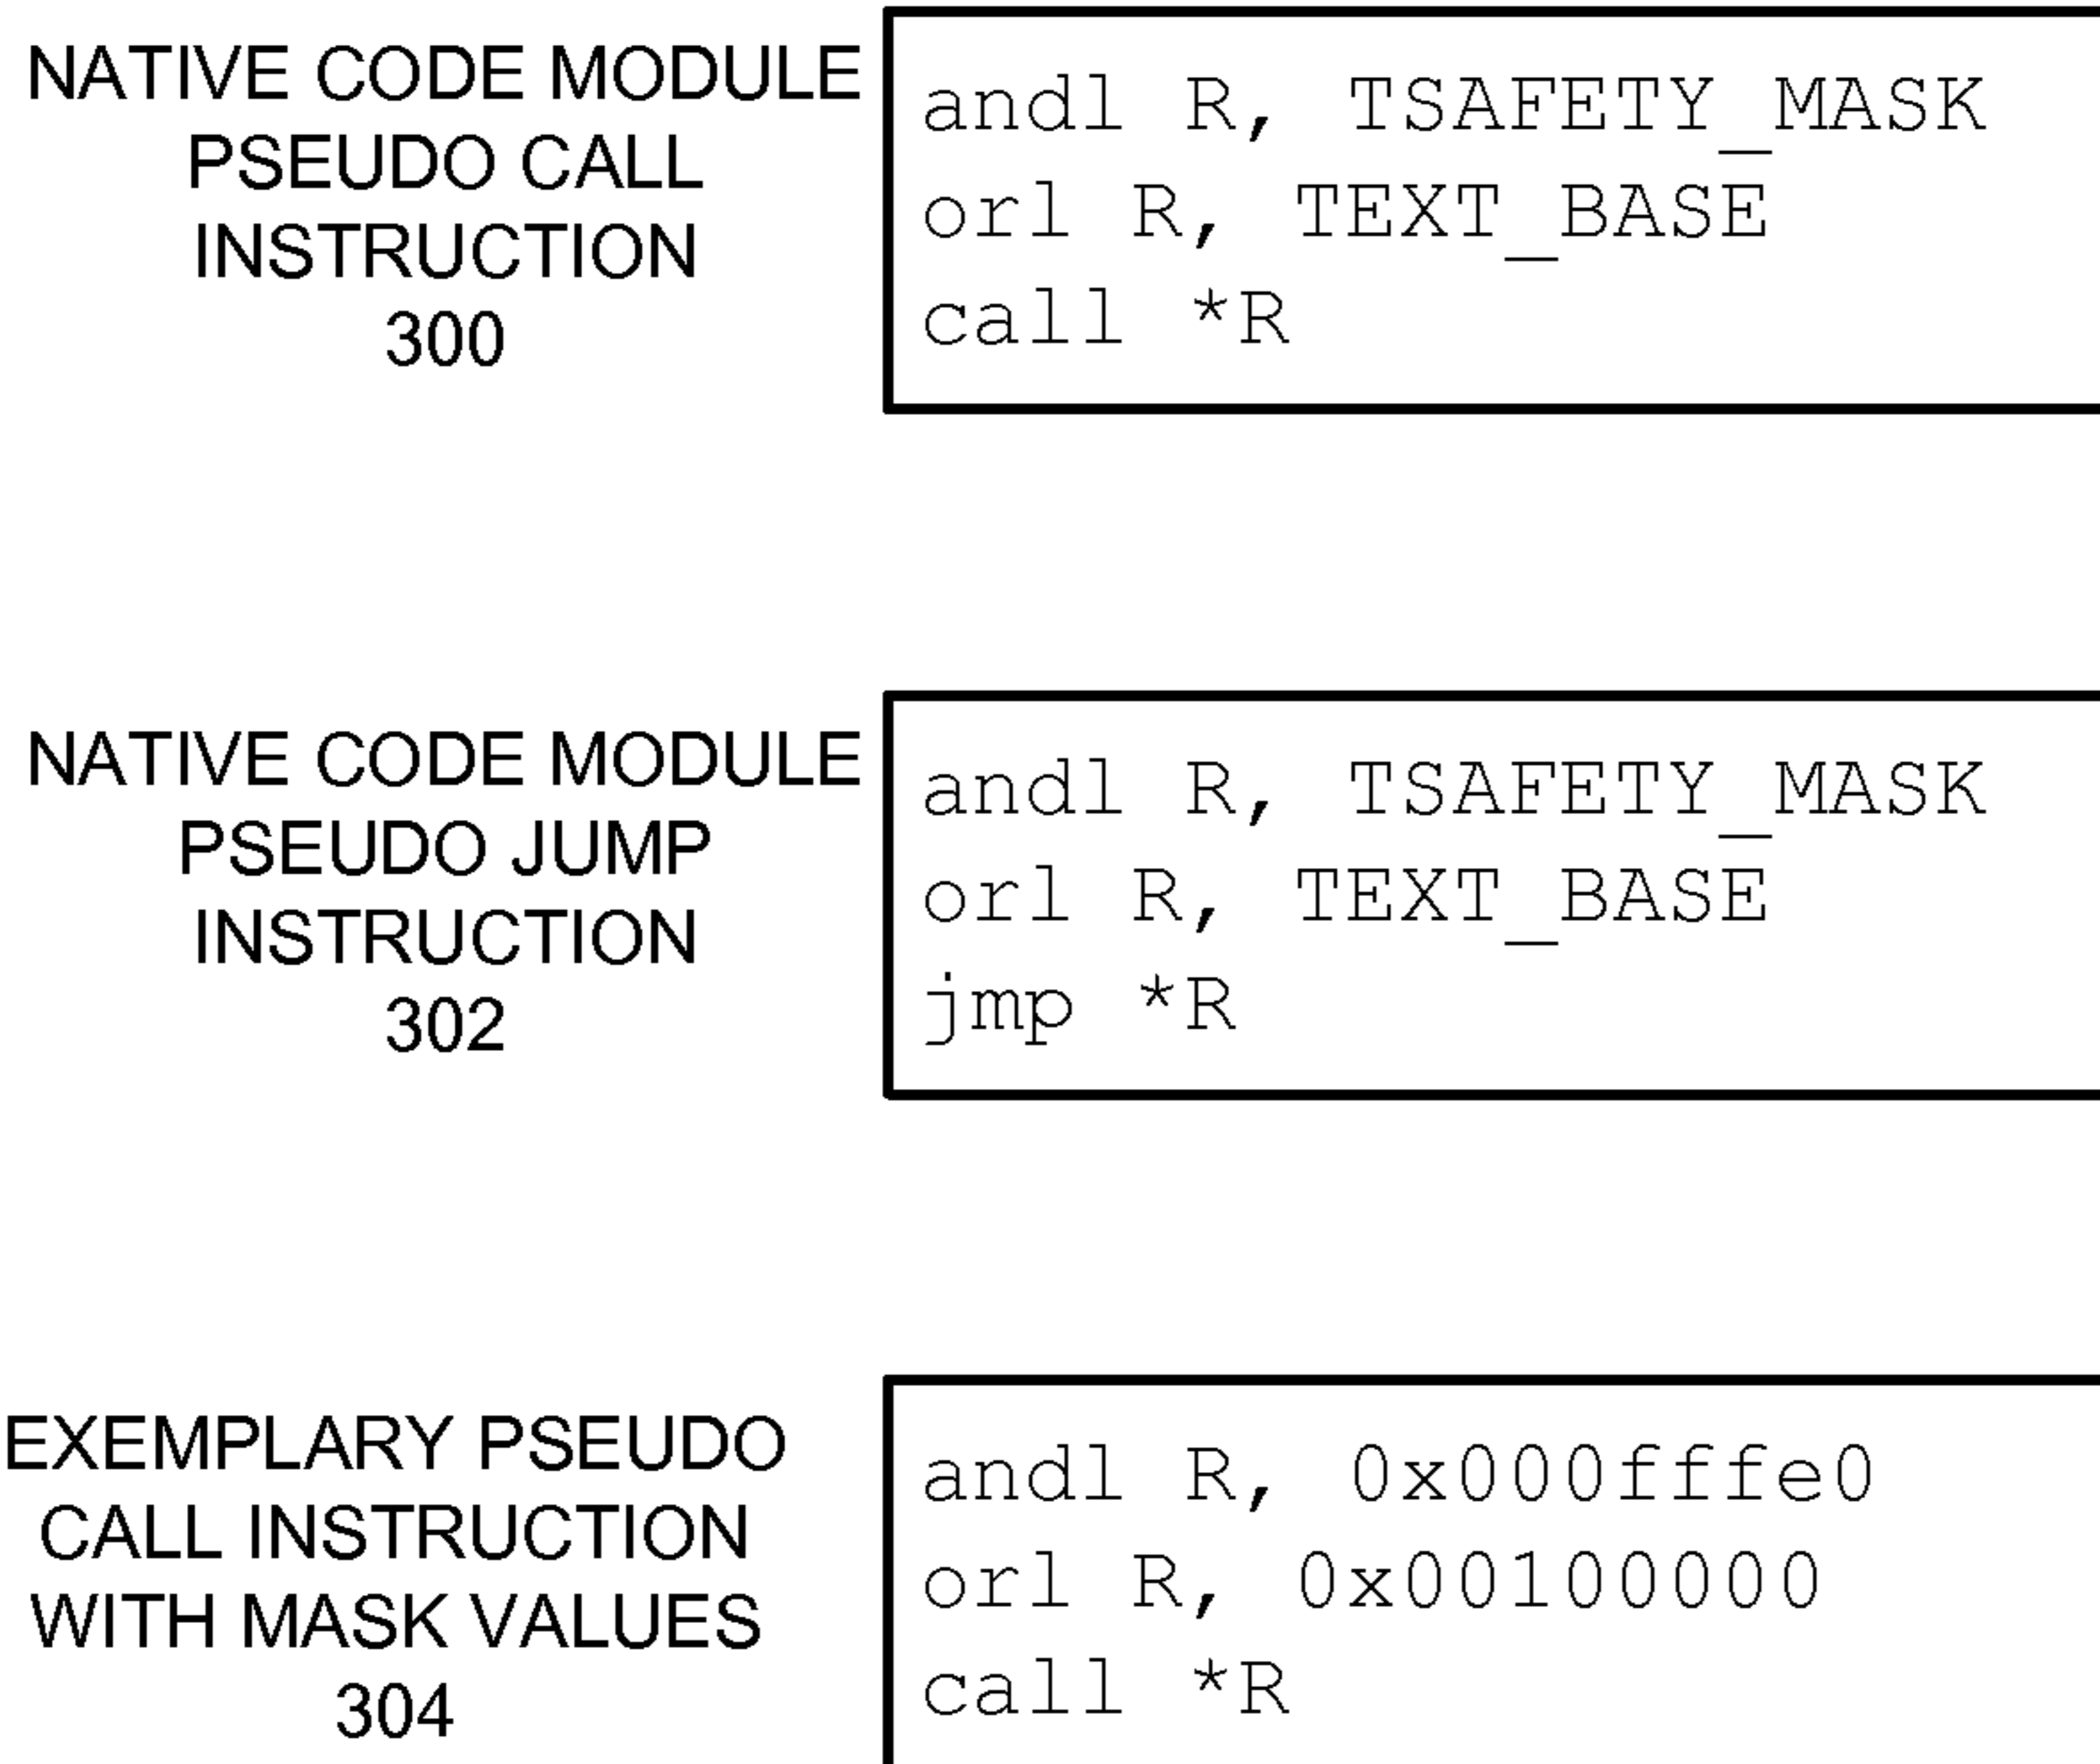 NATIVE CODE MODULE
PSEUDO CALL
INSTRUCTION
300
andl R, TSAFETY_MASK
orl R, TEXT_BASE
call *R
NATIVE CODE MODULE
PSEUDO JUMP
INSTRUCTION
302
andl R, TSAFETY_MASK
orl R, TEXT_BASE
jmp *R
EXEMPLARY PSEUDO
CALL INSTRUCTION
WITH MASK VALUES
304
andl R, 0x000fffe0
orl R, 0x00100000
call *R